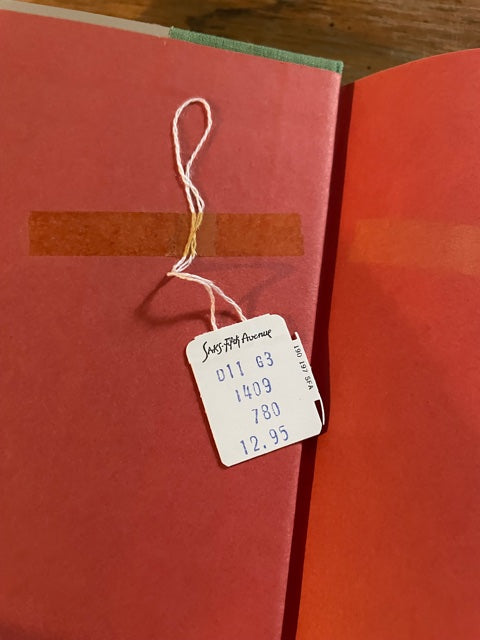 Saks Fifth Avenue
D11 G3
1409
780
12.95
190 197 SFA